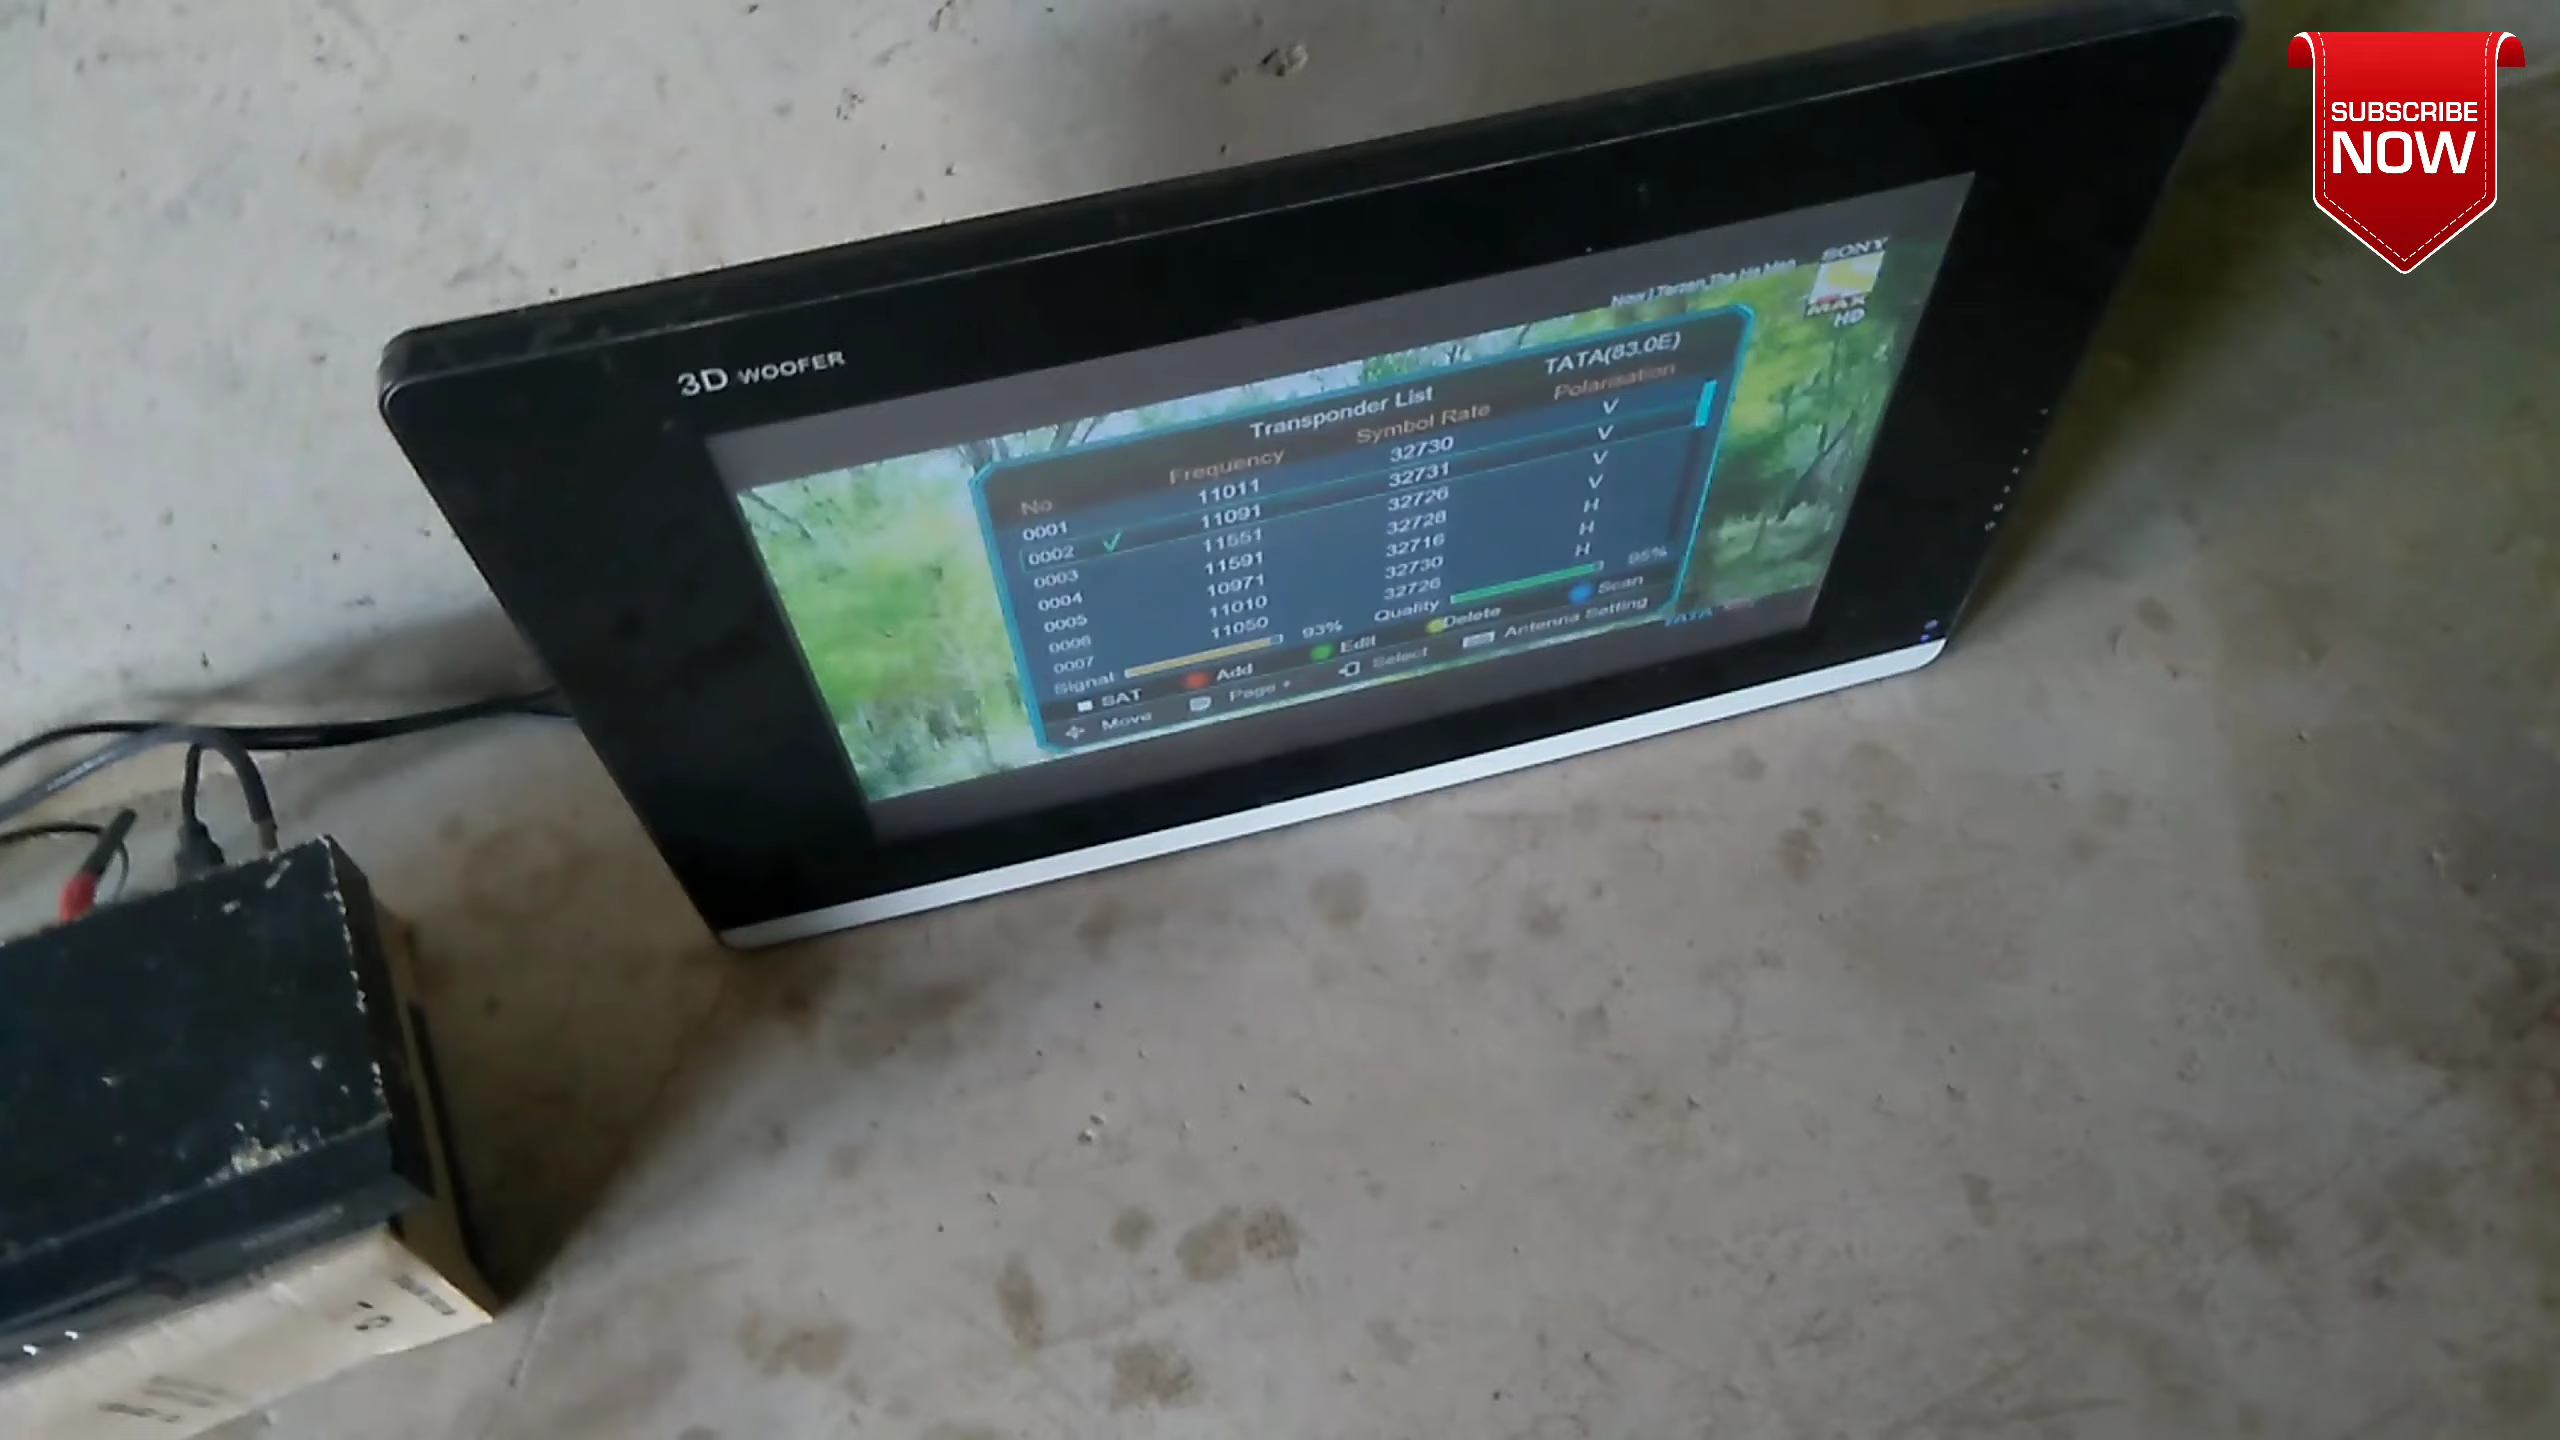 SUBSCRIBE
NOW
3D WOOFER
SONY
MAX
HD
TATA(83.0E)
Transponder List
No Frequency Symbol Rate Polarisation
0001 11011 32730 V
0002 11091 32731 V
0003 11551 32726 V
0004 11591 32728 V
0005 10971 32716 H
0006 11010 32730 H
0007 11050 32726 H
Signal 93% Quality 95%
SAT Add Edit Delete Scan
Move Page + Select Antenna Setting
TATA